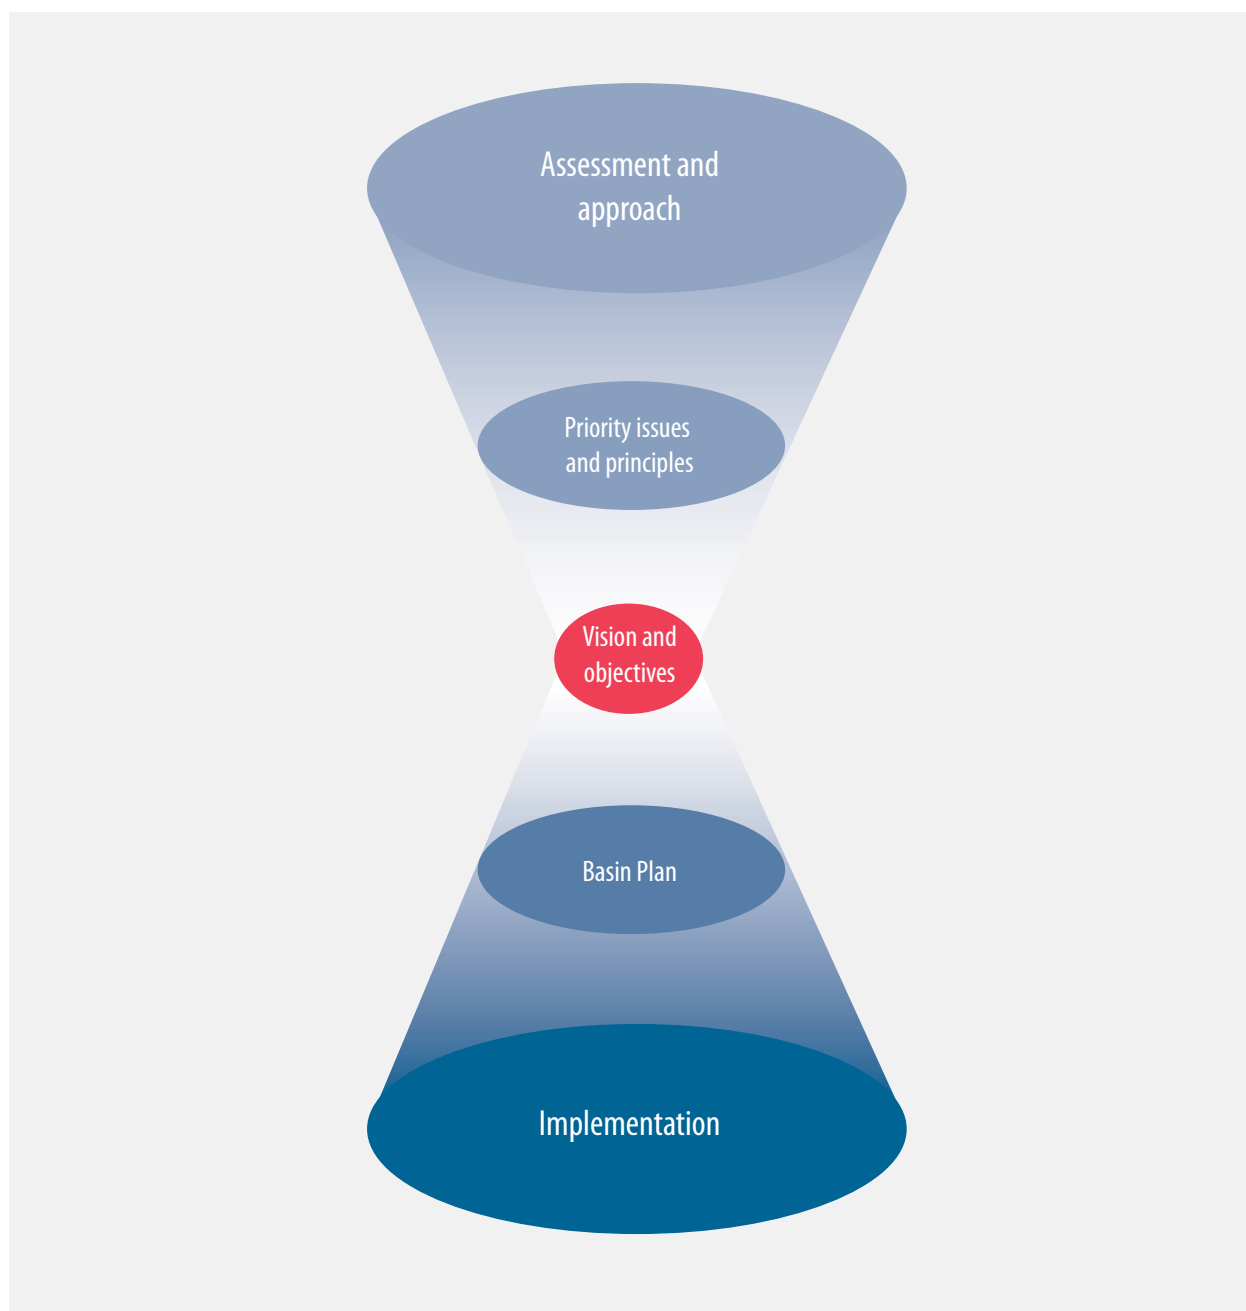 Assessment and
approach
Priority issues
and principles
Vision and
objectives
Basin Plan
Implementation